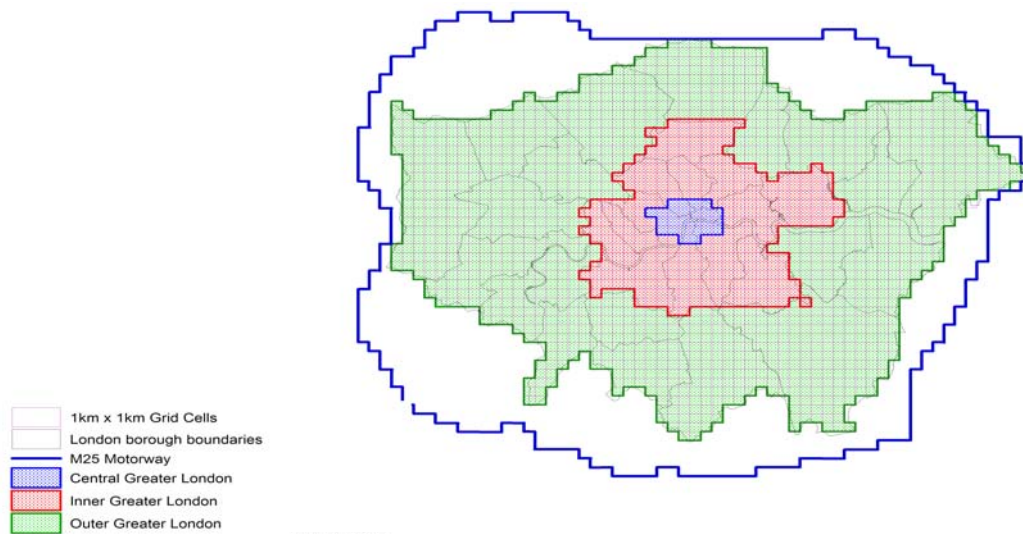 1km x 1km Grid Cells
London borough boundaries
M25 Motorway
Central Greater London
Inner Greater London
Outer Greater London